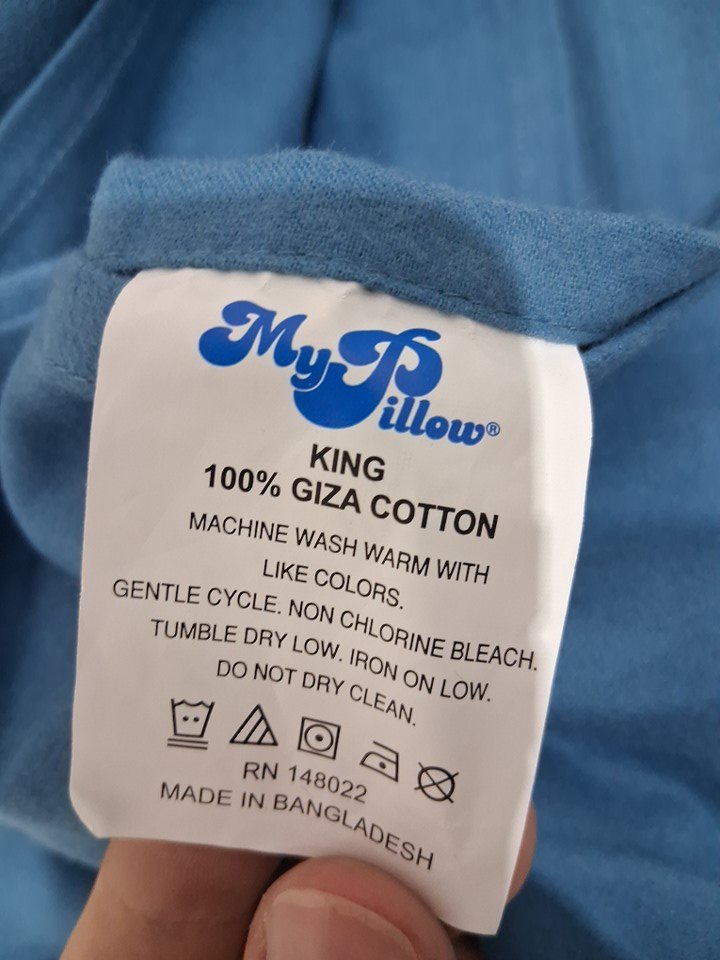 MyPillow®
KING
100% GIZA COTTON
MACHINE WASH WARM WITH
LIKE COLORS.
GENTLE CYCLE. NON CHLORINE BLEACH.
TUMBLE DRY LOW. IRON ON LOW.
DO NOT DRY CLEAN.
RN 148022
MADE IN BANGLADESH